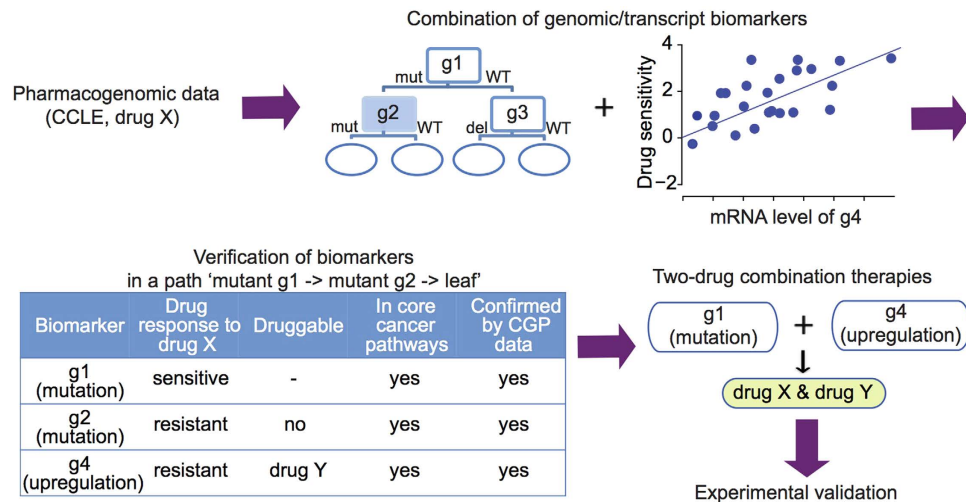 Combination of genomic/transcript biomarkers
Pharmacogenomic data
(CCLE, drug X)
g1
mut
WT
g2
g3
mut
WT
del
WT
+
Drug sensitivity
4
2
0
−2
mRNA level of g4
Verification of biomarkers
in a path ‘mutant g1 -> mutant g2 -> leaf’
Biomarker
Drug
response to
drug X
Druggable
In core
cancer
pathways
Confirmed
by CGP
data
g1
(mutation)
sensitive
-
yes
yes
g2
(mutation)
resistant
no
yes
yes
g4
(upregulation)
resistant
drug Y
yes
yes
Two-drug combination therapies
g1
(mutation)
+
g4
(upregulation)
drug X & drug Y
Experimental validation